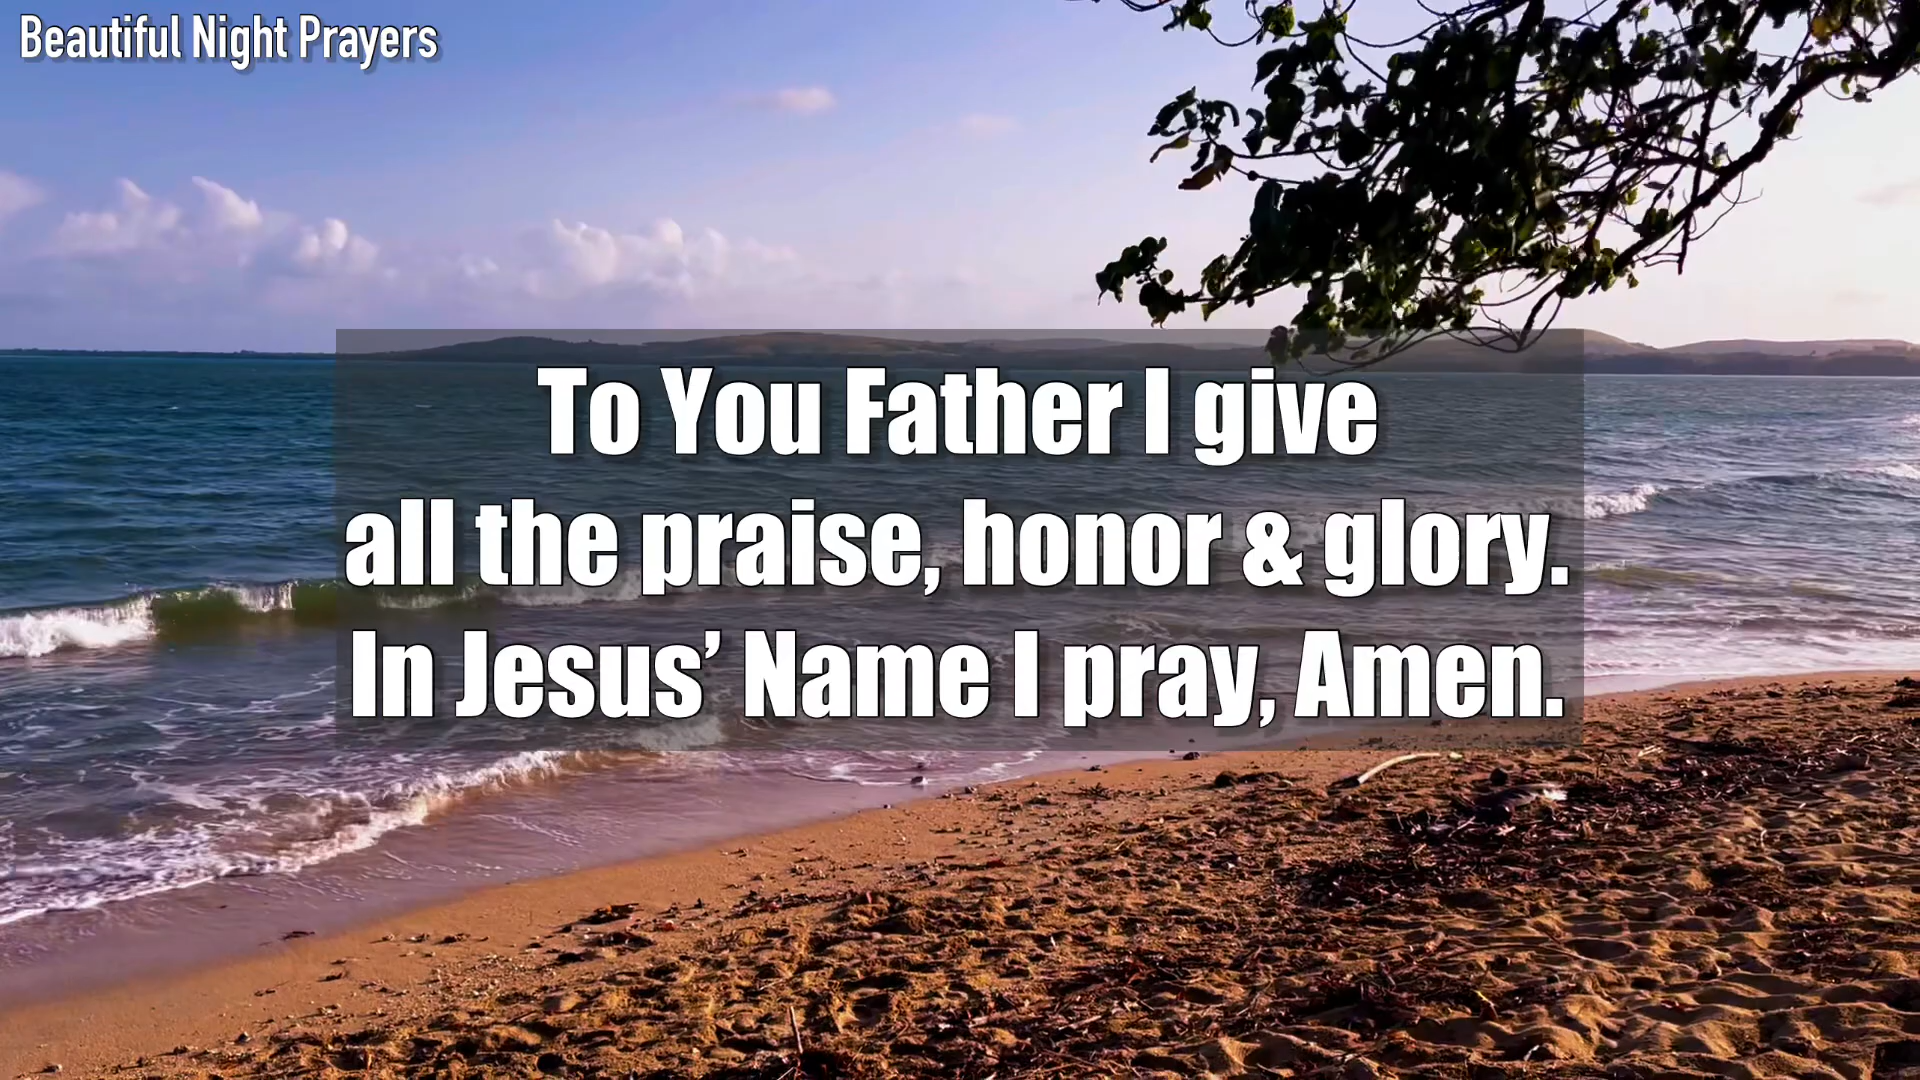 Beautiful Night Prayers
To You Father I give
all the praise, honor & glory.
In Jesus’ Name I pray, Amen.